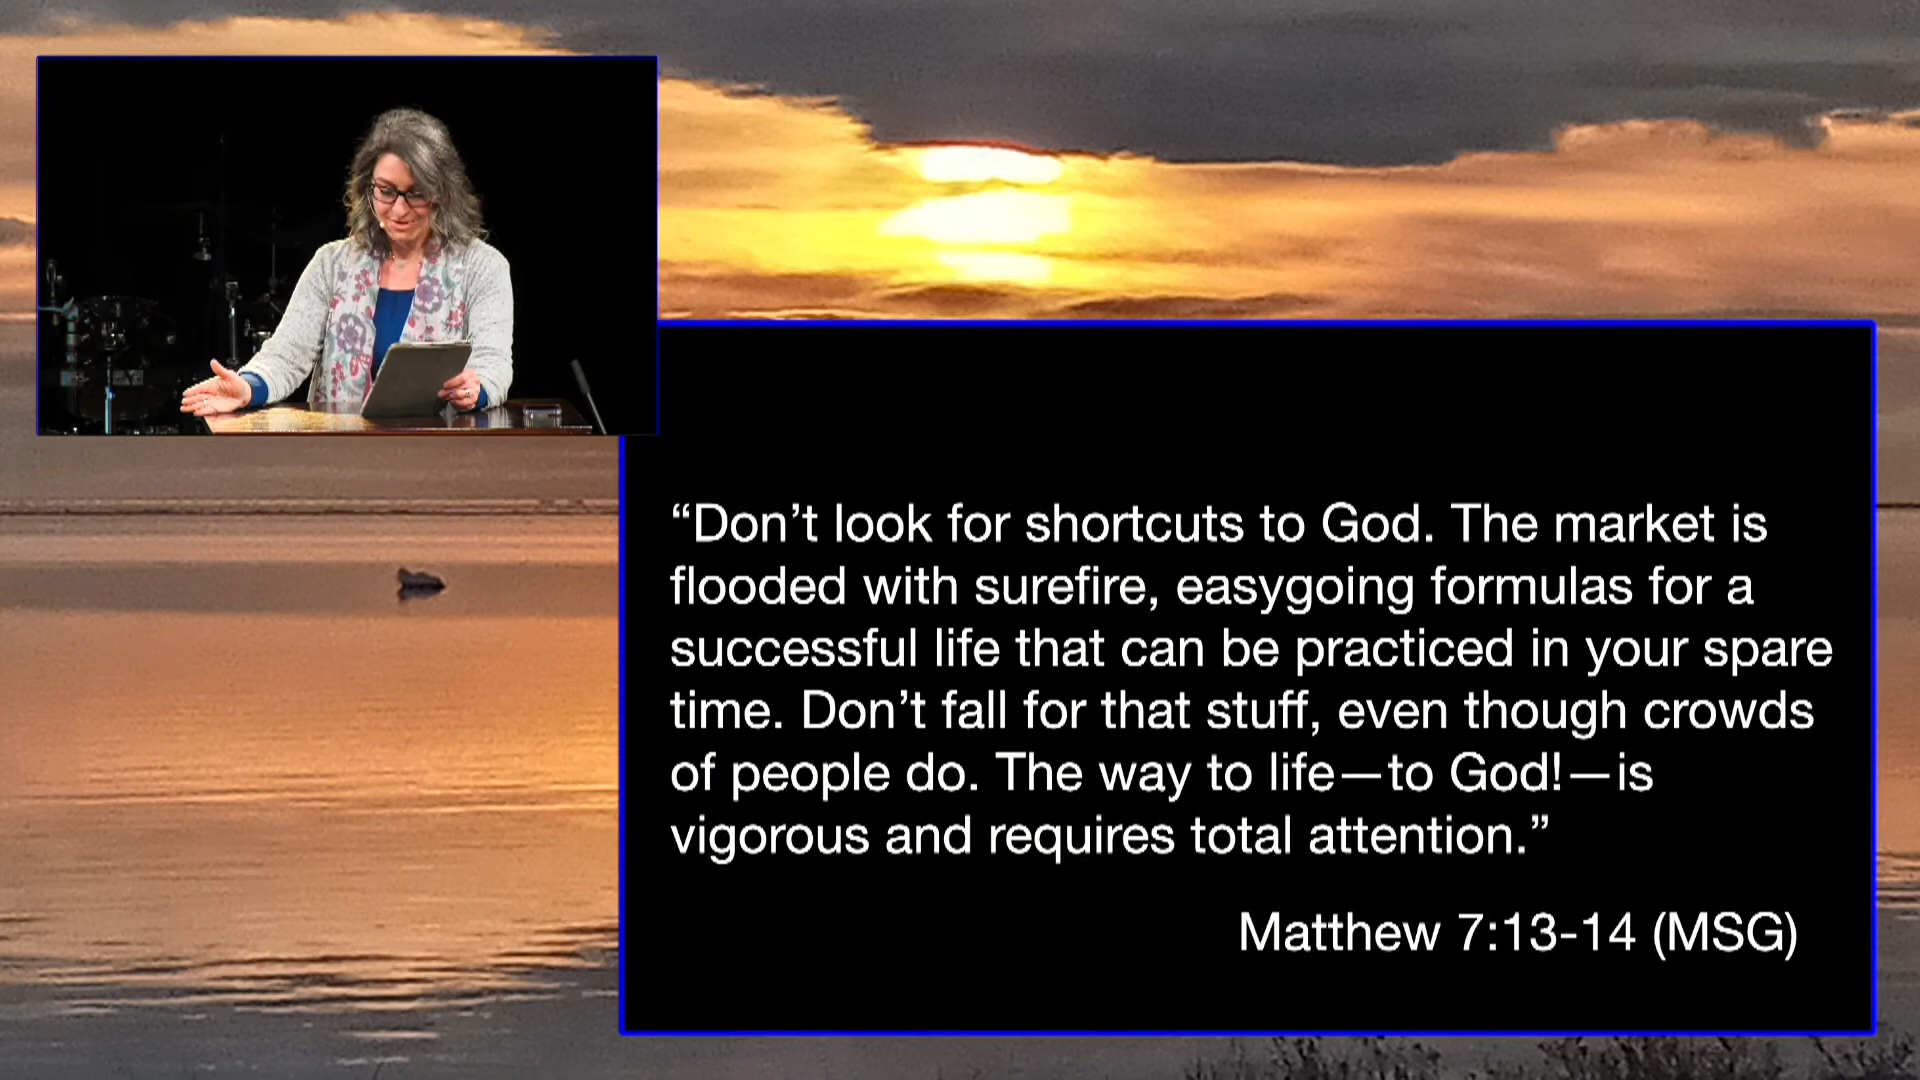 “Don’t look for shortcuts to God. The market is
flooded with surefire, easygoing formulas for a
successful life that can be practiced in your spare
time. Don’t fall for that stuff, even though crowds
of people do. The way to life—to God!—is
vigorous and requires total attention.”
Matthew 7:13-14 (MSG)